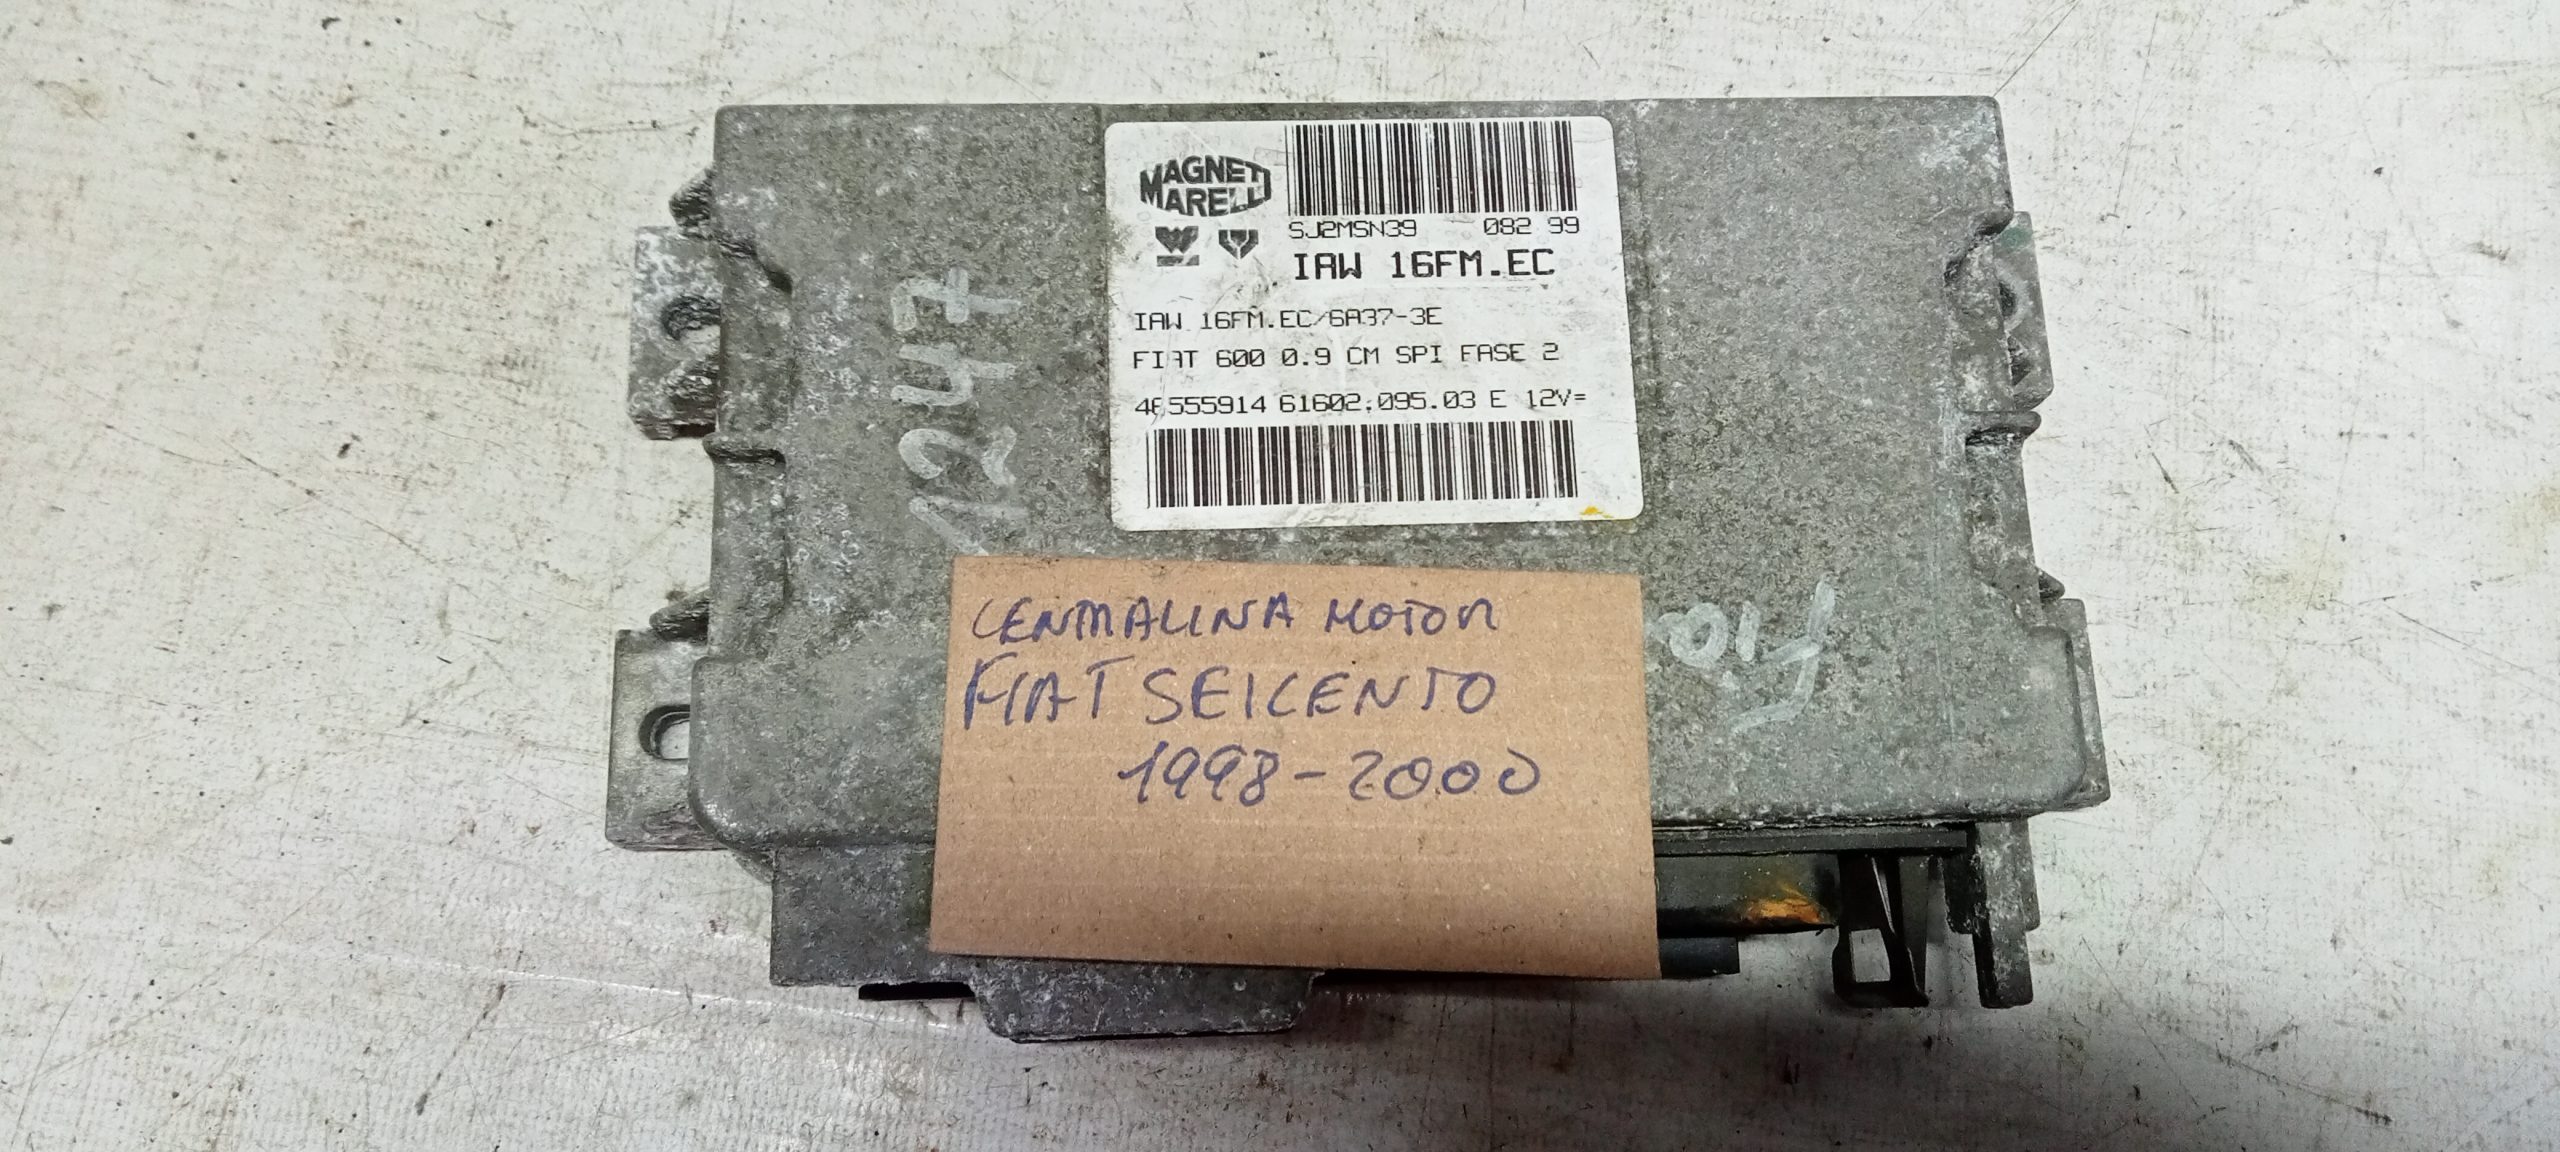 MAGNETI
MARELLI
SJ2MSN39 082 99
IAW 16FM.EC
IAW 16FM.EC/6A37-3E
FIAT 600 0.9 CM SPI FASE 2
46555914 61602.095.03 E 12V=
1247
CENTRALINA MOTOR
FIAT SEICENTO
1998-2000